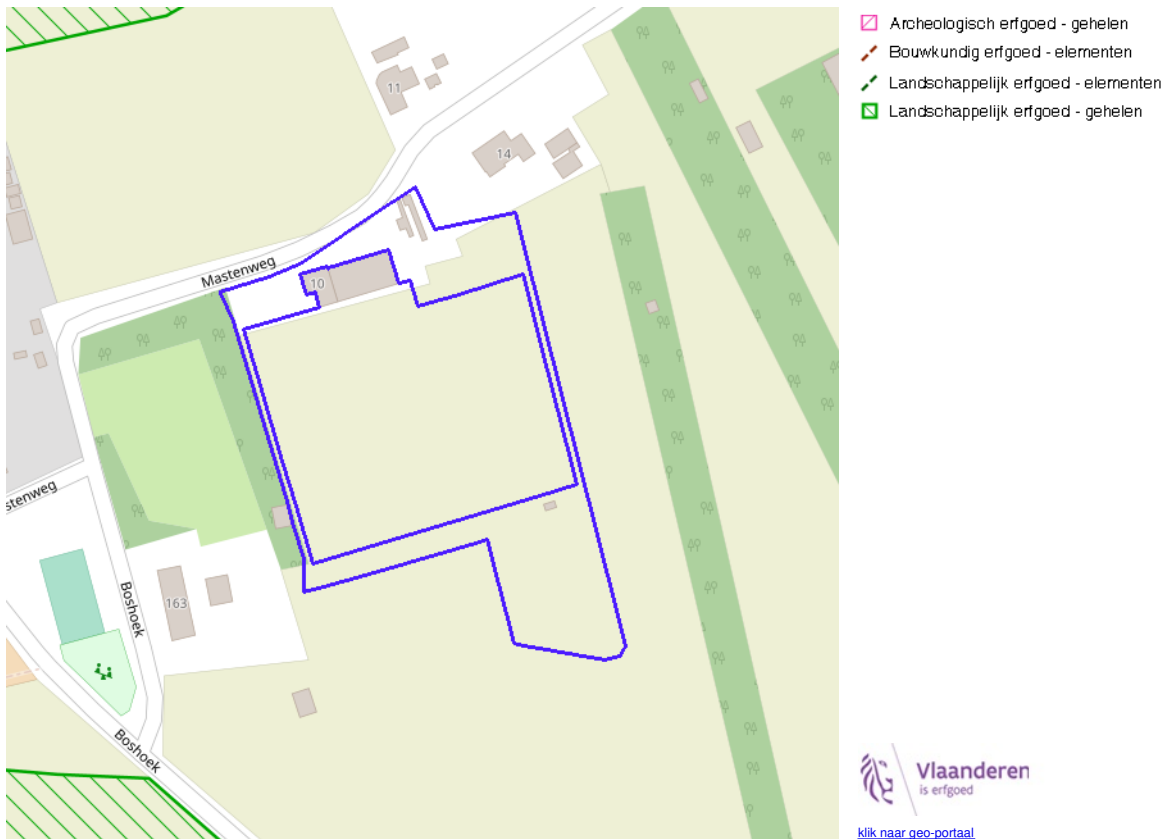 Archeologisch erfgoed - gehelen
Bouwkundig erfgoed - elementen
Landschappelijk erfgoed - elementen
Landschappelijk erfgoed - gehelen
11
14
Mastenweg
10
stenweg
Boshoek
163
Boshoek
Vlaanderen
is erfgoed
klik naar geo-portaal